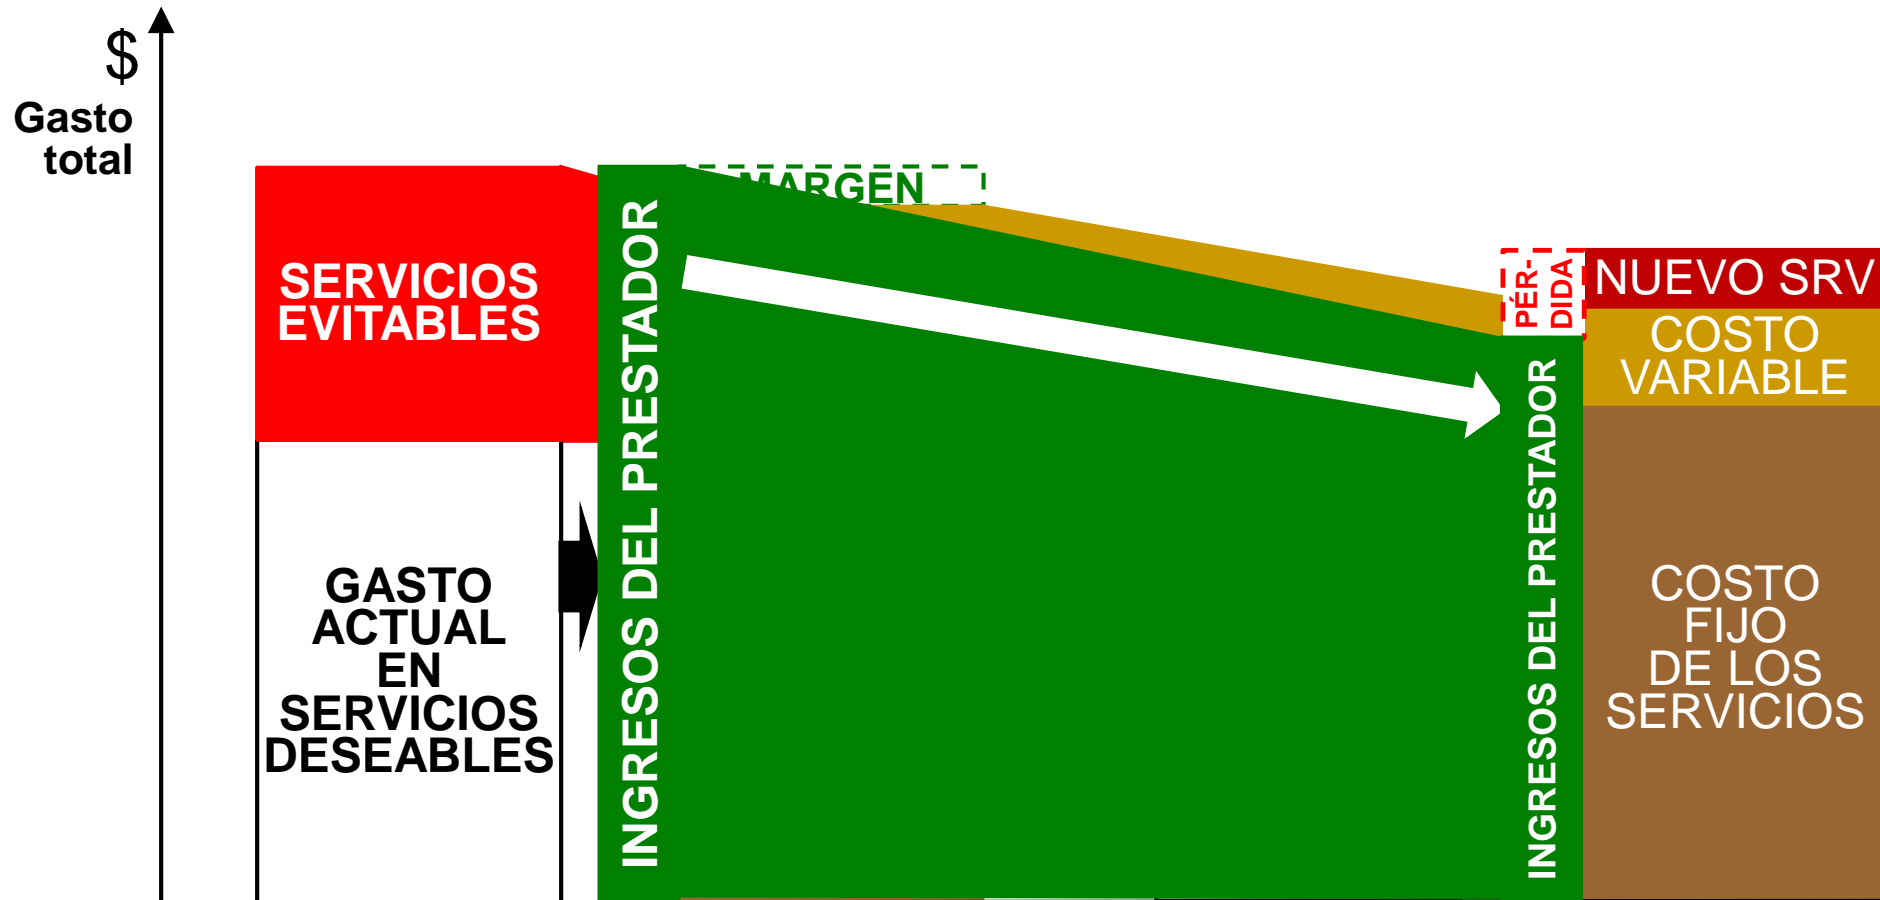 $
Gasto
total
SERVICIOS
EVITABLES
GASTO
ACTUAL
EN
SERVICIOS
DESEABLES
INGRESOS DEL PRESTADOR
MARGEN
PÉR-
DIDA
INGRESOS DEL PRESTADOR
NUEVO SRV
COSTO
VARIABLE
COSTO
FIJO
DE LOS
SERVICIOS